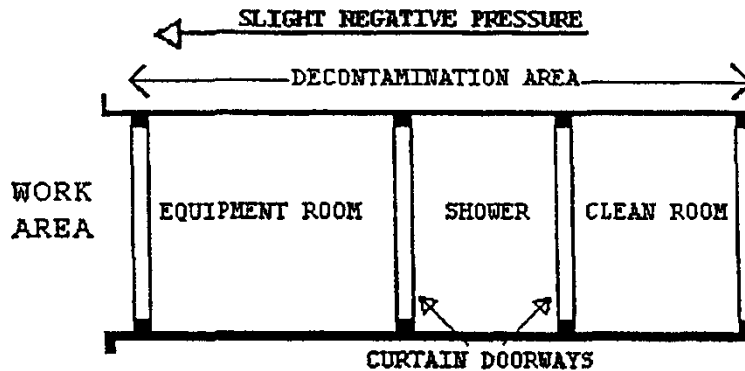 SLIGHT NEGATIVE PRESSURE
DECONTAMINATION AREA
WORK
AREA
EQUIPMENT ROOM
SHOWER
CLEAN ROOM
CURTAIN DOORWAYS